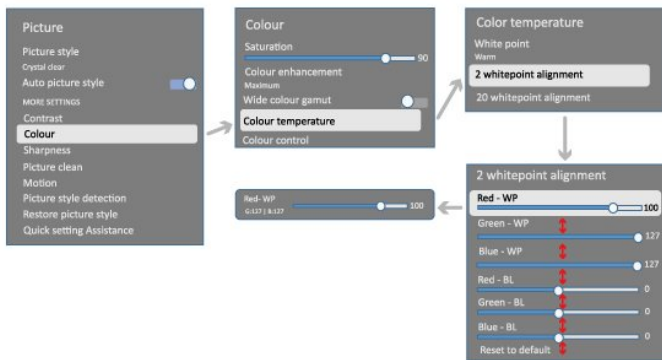 Picture
Picture style
Crystal clear
Auto picture style
MORE SETTINGS
Contrast
Colour
Sharpness
Picture clean
Motion
Picture style detection
Restore picture style
Quick setting Assistance
Colour
Saturation
90
Colour enhancement
Maximum
Wide colour gamut
Colour temperature
Colour control
Color temperature
White point
Warm
2 whitepoint alignment
20 whitepoint alignment
2 whitepoint alignment
Red - WP
100
Green - WP
127
Blue - WP
127
Red - BL
0
Green - BL
0
Blue - BL
0
Reset to default
Red- WP
G:127 | B:127
100